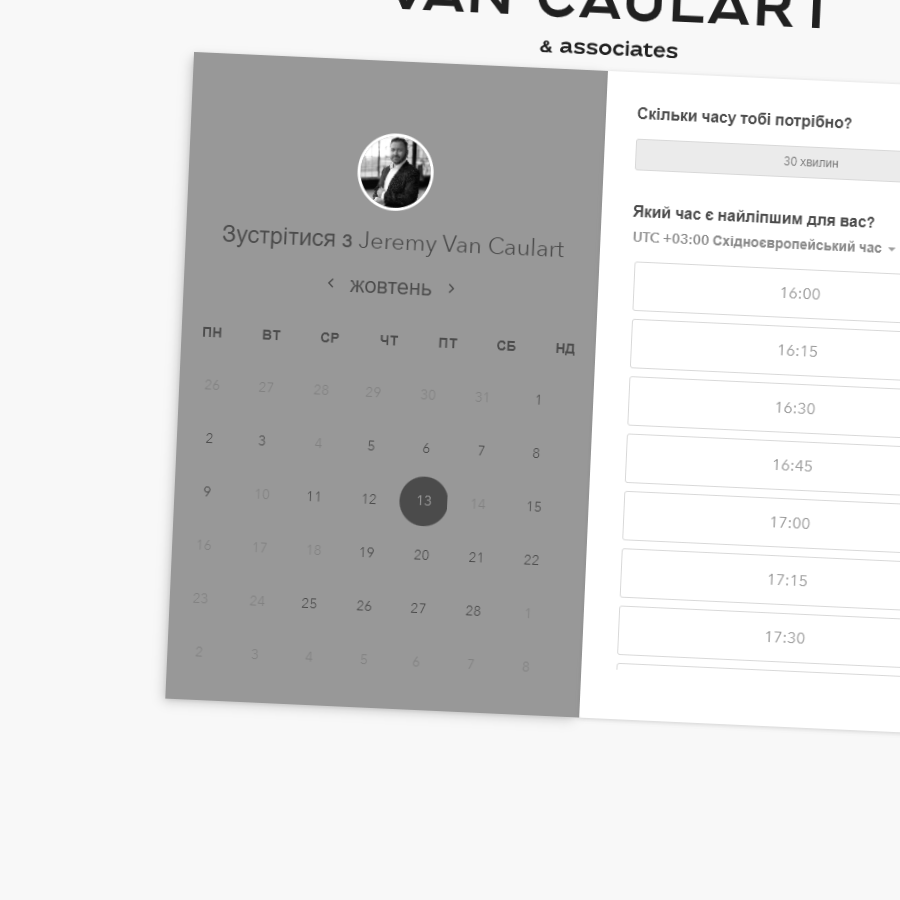 VAN CAULART
& associates
Зустрітися з Jeremy Van Caulart
жовтень
ПН ВТ СР ЧТ ПТ СБ НД
26 27 28 29 30 31 1
2 3 4 5 6 7 8
9 10 11 12 13 14 15
16 17 18 19 20 21 22
23 24 25 26 27 28 1
2 3 4 5 6 7 8
Скільки часу тобі потрібно?
30 хвилин
Який час є найліпшим для вас?
UTC +03:00 Східноєвропейський час
16:00
16:15
16:30
16:45
17:00
17:15
17:30